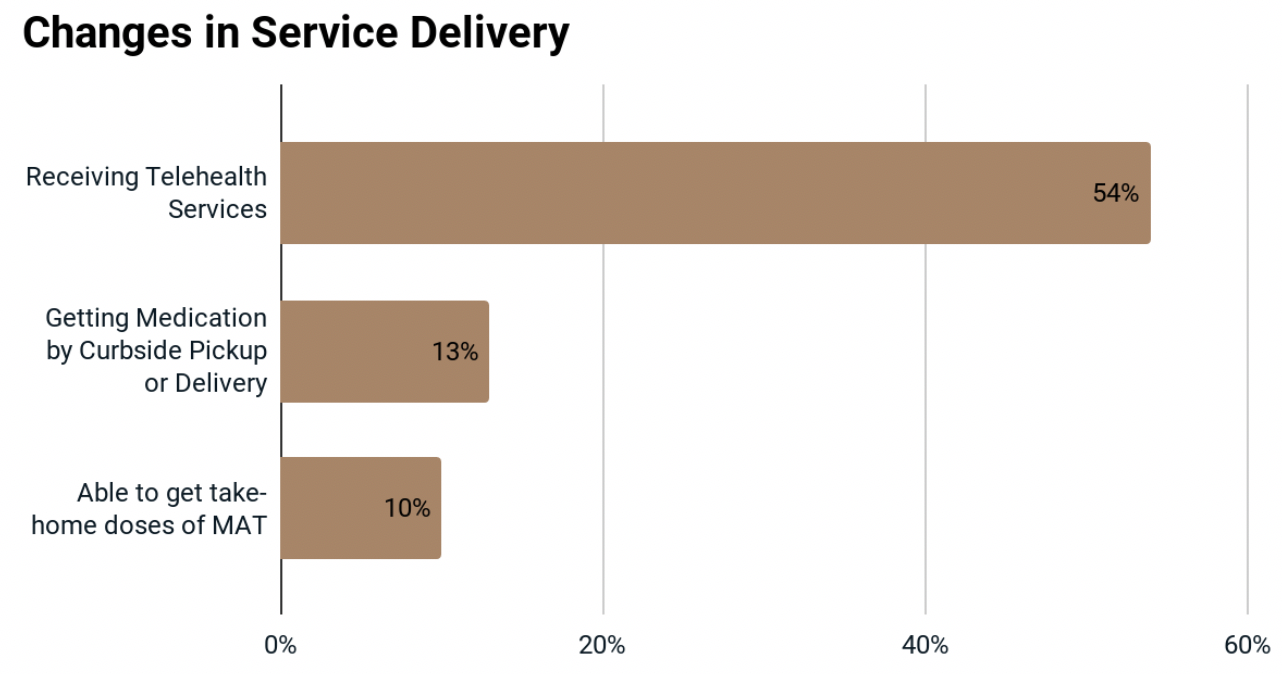 Changes in Service Delivery
Receiving Telehealth
Services
54%
Getting Medication
by Curbside Pickup
or Delivery
13%
Able to get take-
home doses of MAT
10%
0%
20%
40%
60%